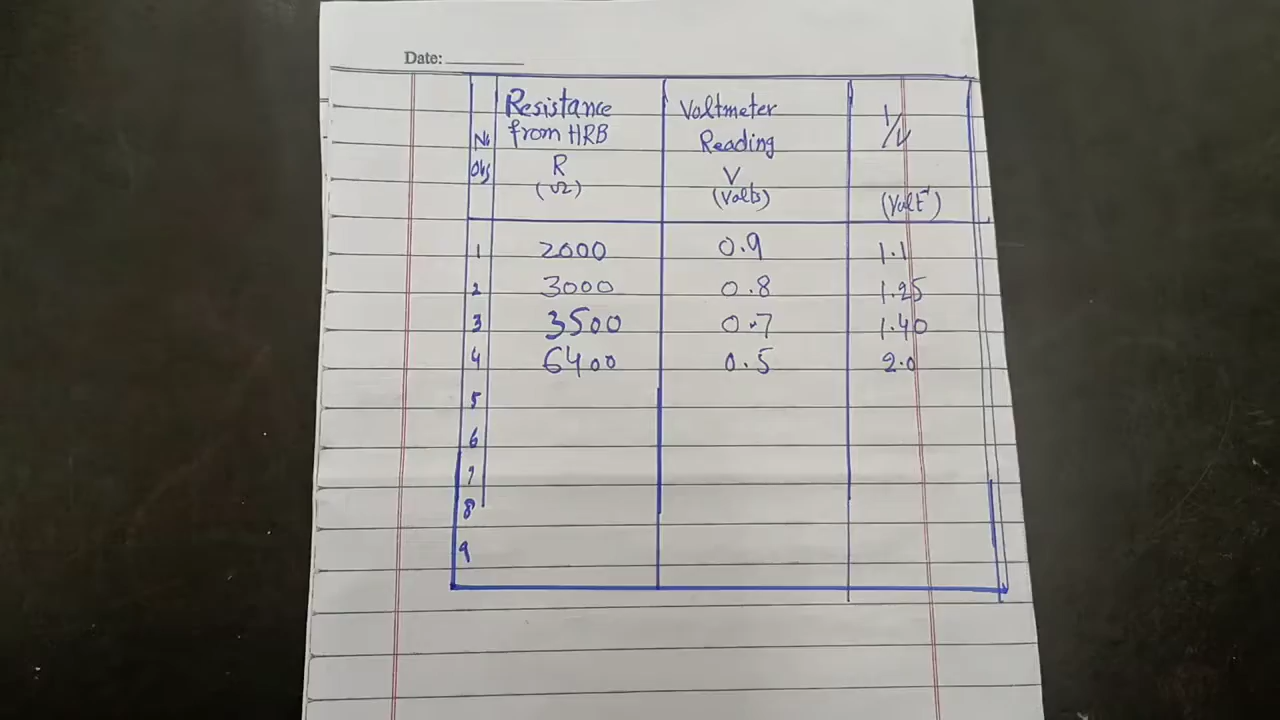 Date:
No Obs | Resistance from HRB R (Ω) | Voltmeter Reading V (Volts) | 1/V (Volt⁻¹)
1 | 2000 | 0.9 | 1.1
2 | 3000 | 0.8 | 1.25
3 | 3500 | 0.7 | 1.40
4 | 6400 | 0.5 | 2.0
5
6
7
8
9